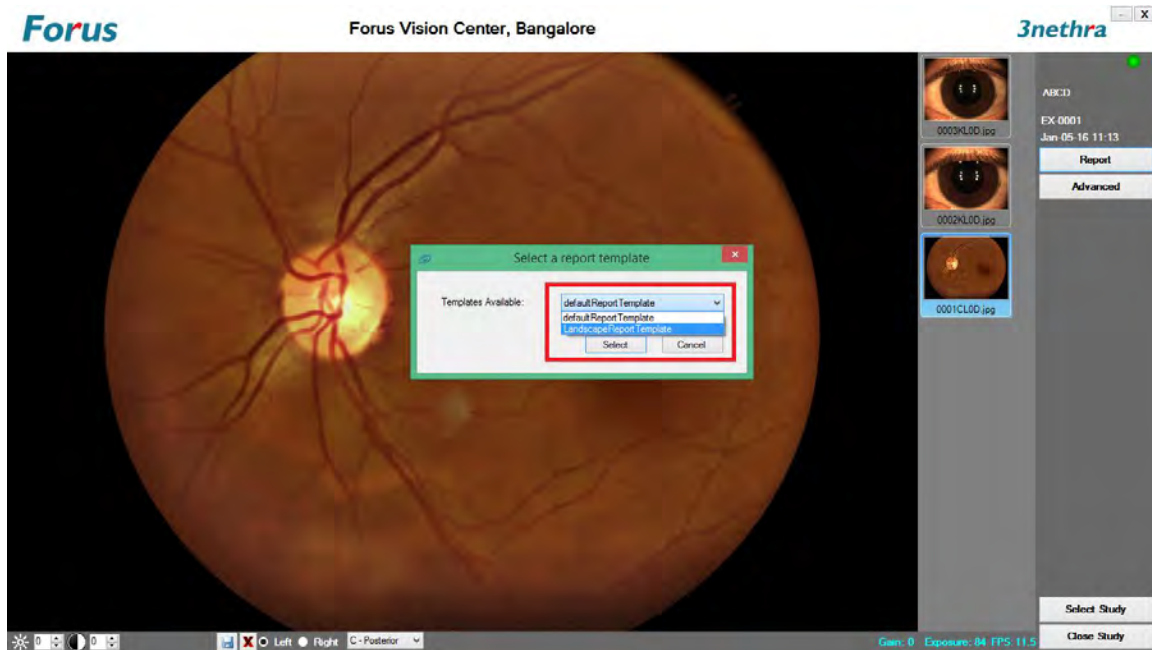 Forus
Forus Vision Center, Bangalore
3nethra
- X
0003KL0D.jpg
0002KL0D.jpg
0001CL0D.jpg
ABCD
EX-0001
Jan-05-16 11:13
Report
Advanced
Select a report template
Templates Available:
defaultReportTemplate
defaultReportTemplate
LandscapeReportTemplate
Select
Cancel
Select Study
Close Study
0
0
X
Left
Right
C - Posterior
Gain: 0 Exposure: 84 FPS: 11.5